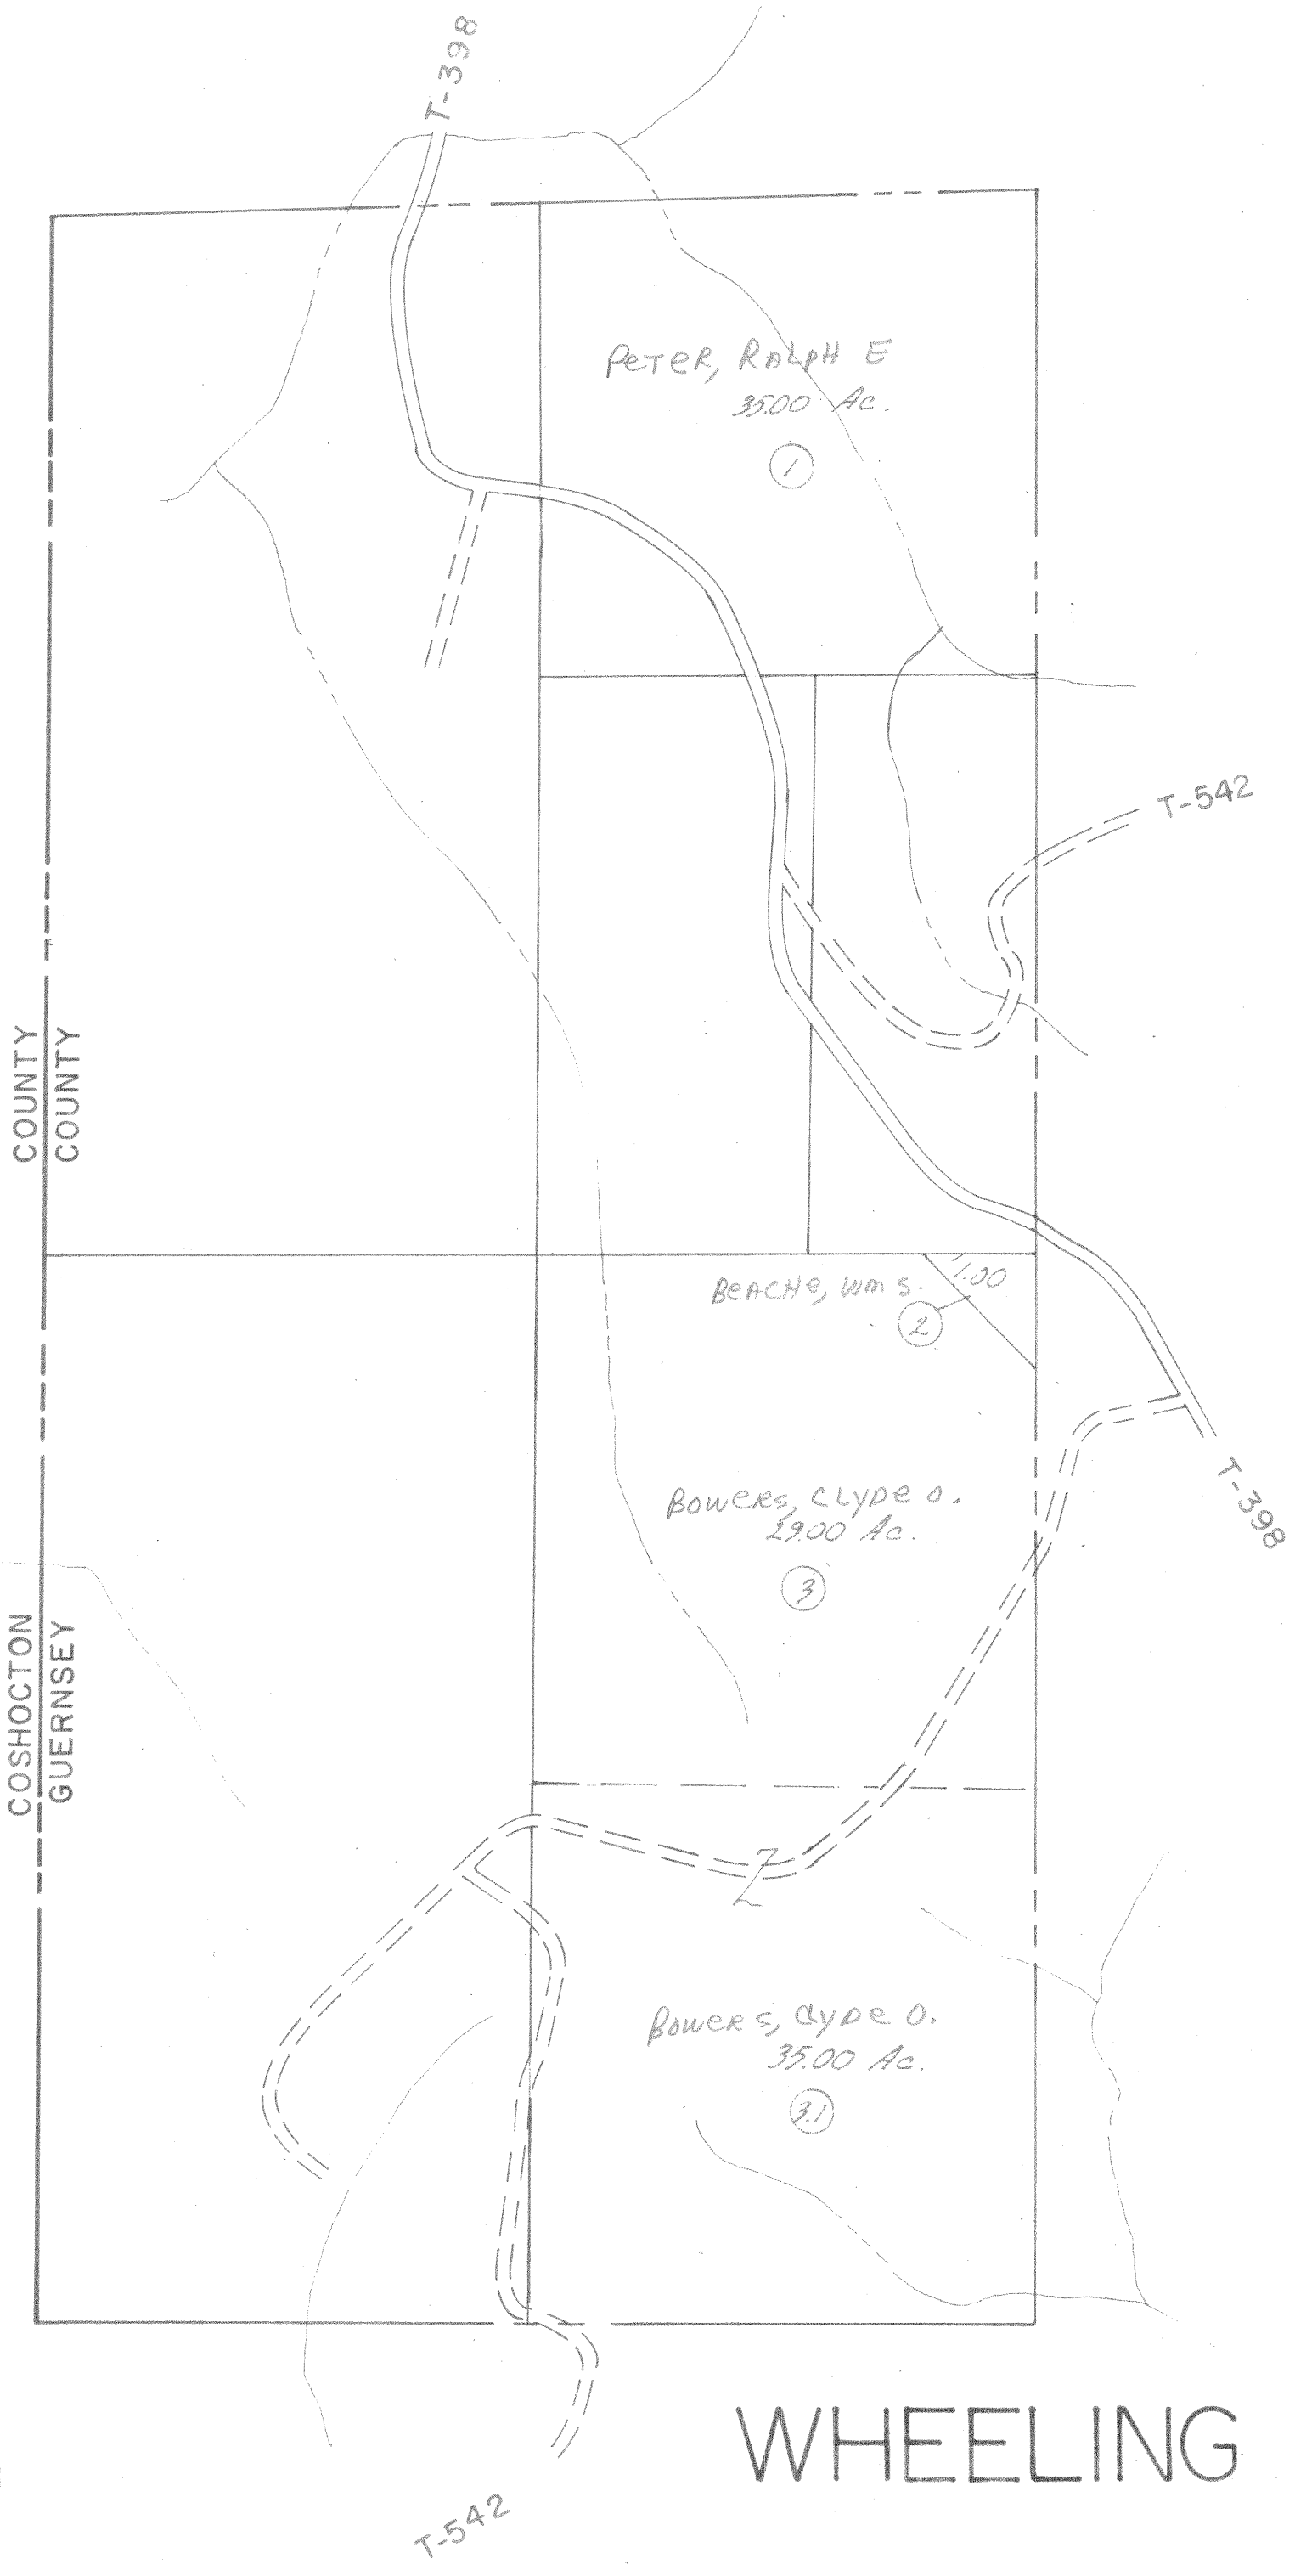 T-398
PETER, RALPH E
35.00 Ac.
1
T-542
COUNTY
COUNTY
BEACHE, WM S.
1.00
2
BOWERS, CLYDE O.
29.00 Ac.
3
T-398
COSHOCTON
GUERNSEY
Z
BOWERS, CLYDE O.
35.00 Ac.
3.1
WHEELING
T-542